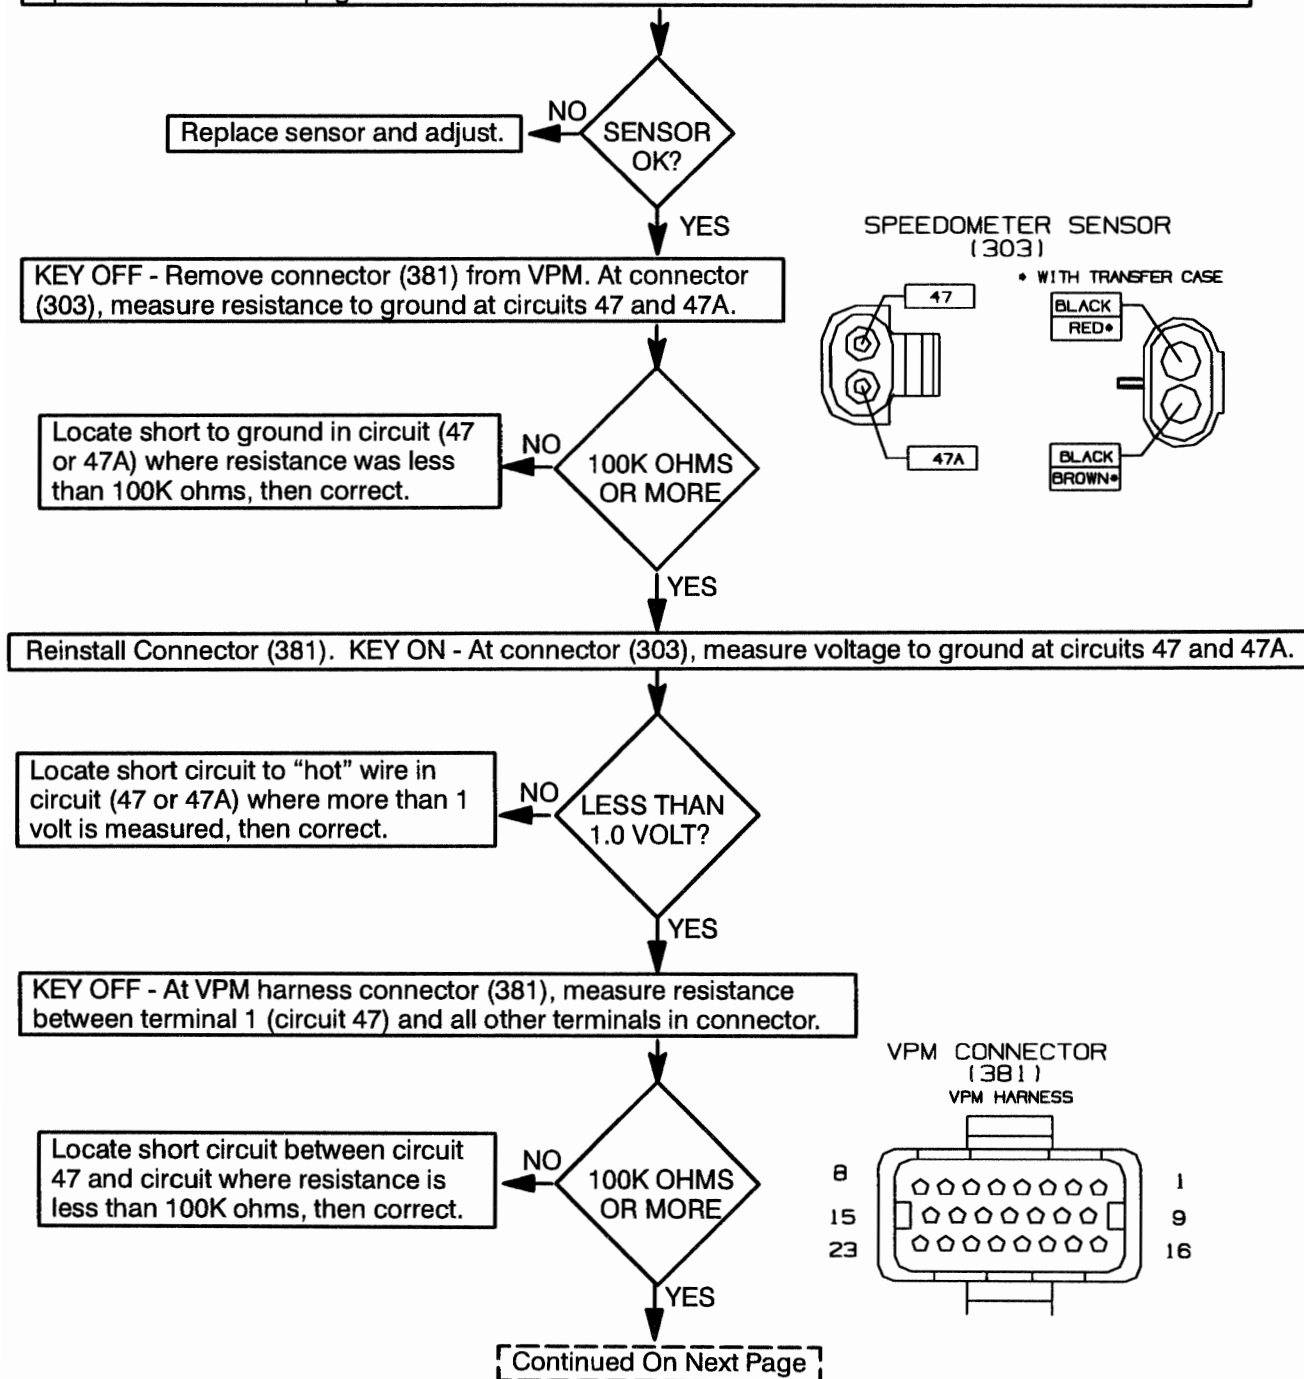 NO
Replace sensor and adjust.
SENSOR
OK?
YES
SPEEDOMETER SENSOR
(303)
* WITH TRANSFER CASE
KEY OFF - Remove connector (381) from VPM. At connector
(303), measure resistance to ground at circuits 47 and 47A.
47
BLACK
RED*
47A
BLACK
BROWN*
Locate short to ground in circuit (47
or 47A) where resistance was less
than 100K ohms, then correct.
NO
100K OHMS
OR MORE
YES
Reinstall Connector (381). KEY ON - At connector (303), measure voltage to ground at circuits 47 and 47A.
Locate short circuit to “hot” wire in
circuit (47 or 47A) where more than 1
volt is measured, then correct.
NO
LESS THAN
1.0 VOLT?
YES
KEY OFF - At VPM harness connector (381), measure resistance
between terminal 1 (circuit 47) and all other terminals in connector.
VPM CONNECTOR
(381)
VPM HARNESS
Locate short circuit between circuit
47 and circuit where resistance is
less than 100K ohms, then correct.
NO
100K OHMS
OR MORE
8 1
15 9
23 16
YES
Continued On Next Page